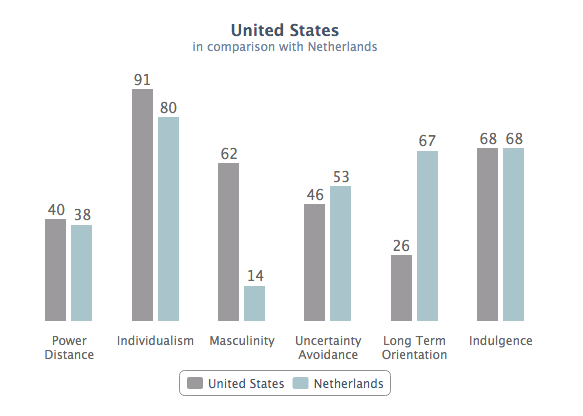 United States
in comparison with Netherlands
91
80
62
14
40
38
46
53
26
67
68
68
Power
Distance
Individualism
Masculinity
Uncertainty
Avoidance
Long Term
Orientation
Indulgence
United States
Netherlands